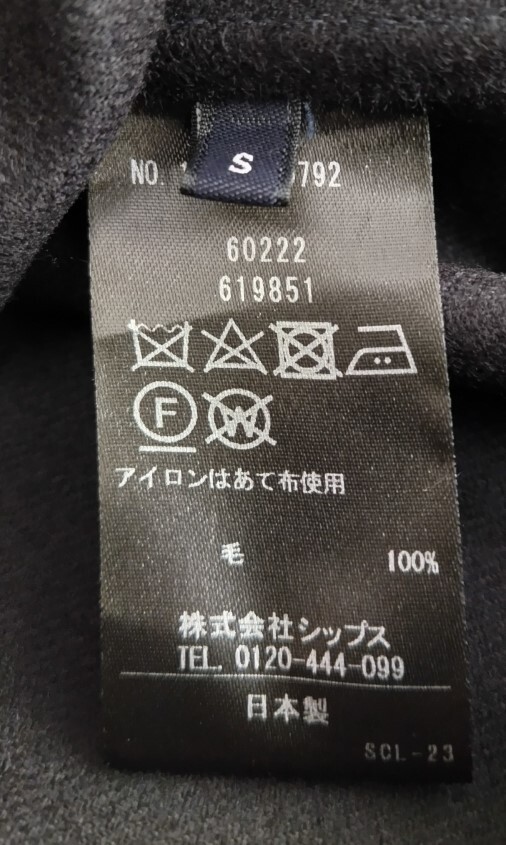 S
NO. 792
60222
619851
F
W
アイロンはあて布使用
毛 100%
株式会社シップス
TEL. 0120-444-099
日本製
SCL-23